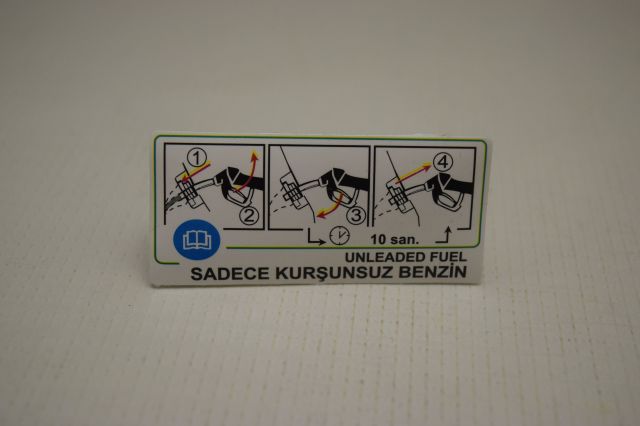 1
2
3
4
10 san.
UNLEADED FUEL
SADECE KURŞUNSUZ BENZİN